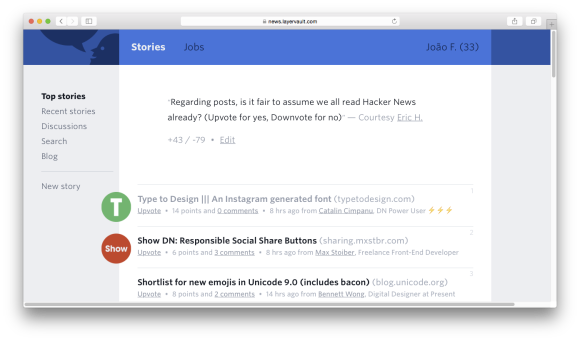 news.layervault.com
Stories Jobs João F. (33)
Top stories
Recent stories
Discussions
Search
Blog
New story
"Regarding posts, is it fair to assume we all read Hacker News
already? (Upvote for yes, Downvote for no)" — Courtesy Eric H.
+43 / -79 • Edit
1
T
Type to Design ||| An Instagram generated font (typetodesign.com)
Upvote • 14 points and 0 comments • 8 hrs ago from Catalin Cimpanu, DN Power User ⚡⚡⚡
2
Show
Show DN: Responsible Social Share Buttons (sharing.mxstbr.com)
Upvote • 6 points and 3 comments • 8 hrs ago from Max Stoiber, Freelance Front-End Developer
3
Shortlist for new emojis in Unicode 9.0 (includes bacon) (blog.unicode.org)
Upvote • 8 points and 2 comments • 14 hrs ago from Bennett Wong, Digital Designer at Present